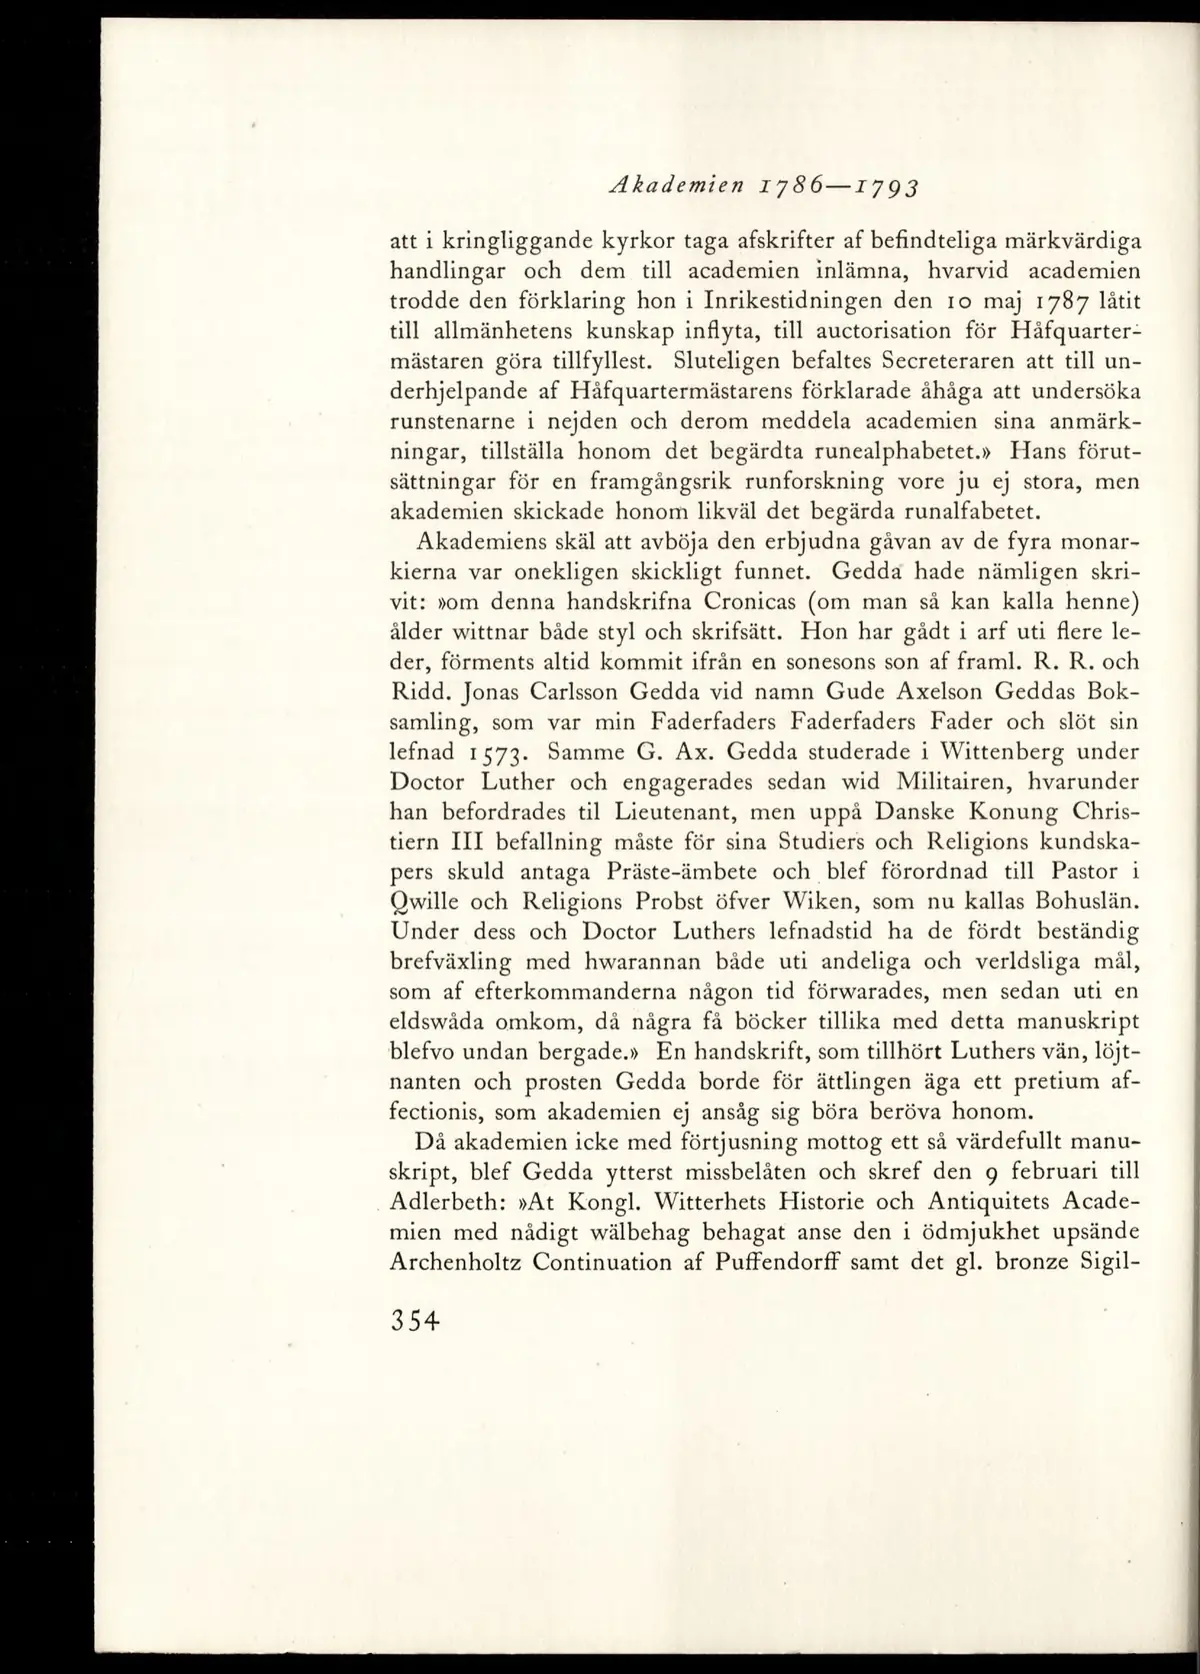 Akademien 1786—1793
att i kringliggande kyrkor taga afskrifter af befindteliga märkvärdiga
handlingar och dem till academien inlämna, hvarvid academien
trodde den förklaring hon i Inrikestidningen den 10 maj 1787 låtit
till allmänhetens kunskap inflyta, till auctorisation för Håfquarter-
mästaren göra tillfyllest. Sluteligen befaltes Secreteraren att till un-
derhjelpande af Håfquartermästarens förklarade åhåga att undersöka
runstenarne i nejden och derom meddela academien sina anmärk-
ningar, tillställa honom det begärdta runealphabetet.» Hans förut-
sättningar för en framgångsrik runforskning vore ju ej stora, men
akademien skickade honom likväl det begärda runalfabetet.
Akademiens skäl att avböja den erbjudna gåvan av de fyra monar-
kierna var onekligen skickligt funnet. Gedda hade nämligen skri-
vit: »om denna handskrifna Cronicas (om man så kan kalla henne)
ålder wittnar både styl och skrifsätt. Hon har gådt i arf uti flere le-
der, förments altid kommit ifrån en sonesons son af framl. R. R. och
Ridd. Jonas Carlsson Gedda vid namn Gude Axelson Geddas Bok-
samling, som var min Faderfaders Faderfaders Fader och slöt sin
lefnad 1573. Samme G. Ax. Gedda studerade i Wittenberg under
Doctor Luther och engagerades sedan wid Militairen, hvarunder
han befordrades til Lieutenant, men uppå Danske Konung Chris-
tiern III befallning måste för sina Studiers och Religions kundska-
pers skuld antaga Präste-ämbete och blef förordnad till Pastor i
Qwille och Religions Probst öfver Wiken, som nu kallas Bohuslän.
Under dess och Doctor Luthers lefnadstid ha de fördt beständig
brefväxling med hwarannan både uti andeliga och verldsliga mål,
som af efterkommanderna någon tid förwarades, men sedan uti en
eldswåda omkom, då några få böcker tillika med detta manuskript
blefvo undan bergade.» En handskrift, som tillhört Luthers vän, löjt-
nanten och prosten Gedda borde för ättlingen äga ett pretium af-
fectionis, som akademien ej ansåg sig böra beröva honom.
Då akademien icke med förtjusning mottog ett så värdefullt manu-
skript, blef Gedda ytterst missbelåten och skref den 9 februari till
Adlerbeth: »At Kongl. Witterhets Historie och Antiquitets Acade-
mien med nådigt wälbehag behagat anse den i ödmjukhet upsände
Archenholtz Continuation af Puffendorff samt det gl. bronze Sigil-
354